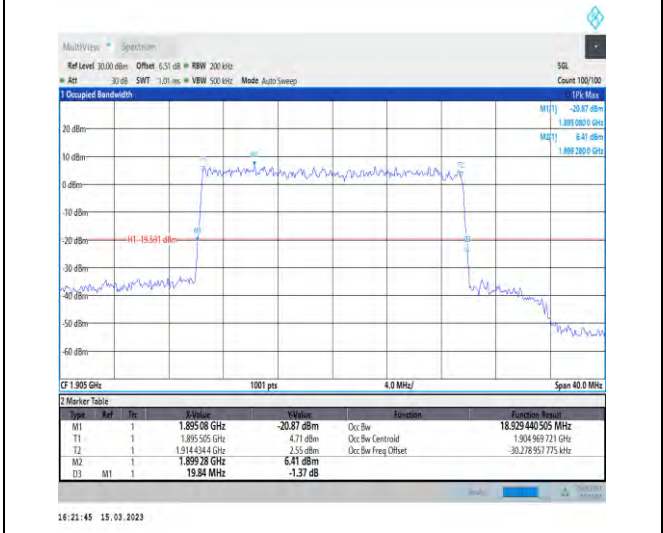 MultiView Spectrum
Ref Level 30.00 dBm Offset 6.51 dB RBW 200 kHz SGL
Att 30 dB SWT 1.01 ms VBW 500 kHz Mode Auto Sweep Count 100/100
1 Occupied Bandwidth 1Pk Max
M1[1] -20.87 dBm
1.895 080 0 GHz
20 dBm
M2[1] 6.41 dBm
1.899 280 0 GHz
10 dBm
0 dBm
-10 dBm
-20 dBm H1 -19.591 dBm
-30 dBm
-40 dBm
-50 dBm
-60 dBm
CF 1.905 GHz 1001 pts 4.0 MHz/ Span 40.0 MHz
2 Marker Table
Type Ref Trc X-Value Y-Value Function Function Result
M1 1 1.89508 GHz -20.87 dBm Occ Bw 18.929 440 505 MHz
T1 1 1.895 505 GHz 4.71 dBm Occ Bw Centroid 1.904 969 721 GHz
T2 1 1.914 434 4 GHz 2.55 dBm Occ Bw Freq Offset -30.278 957 775 kHz
M2 1 1.899 28 GHz 6.41 dBm
D3 M1 1 19.84 MHz -1.37 dB
16:21:45 15.03.2023